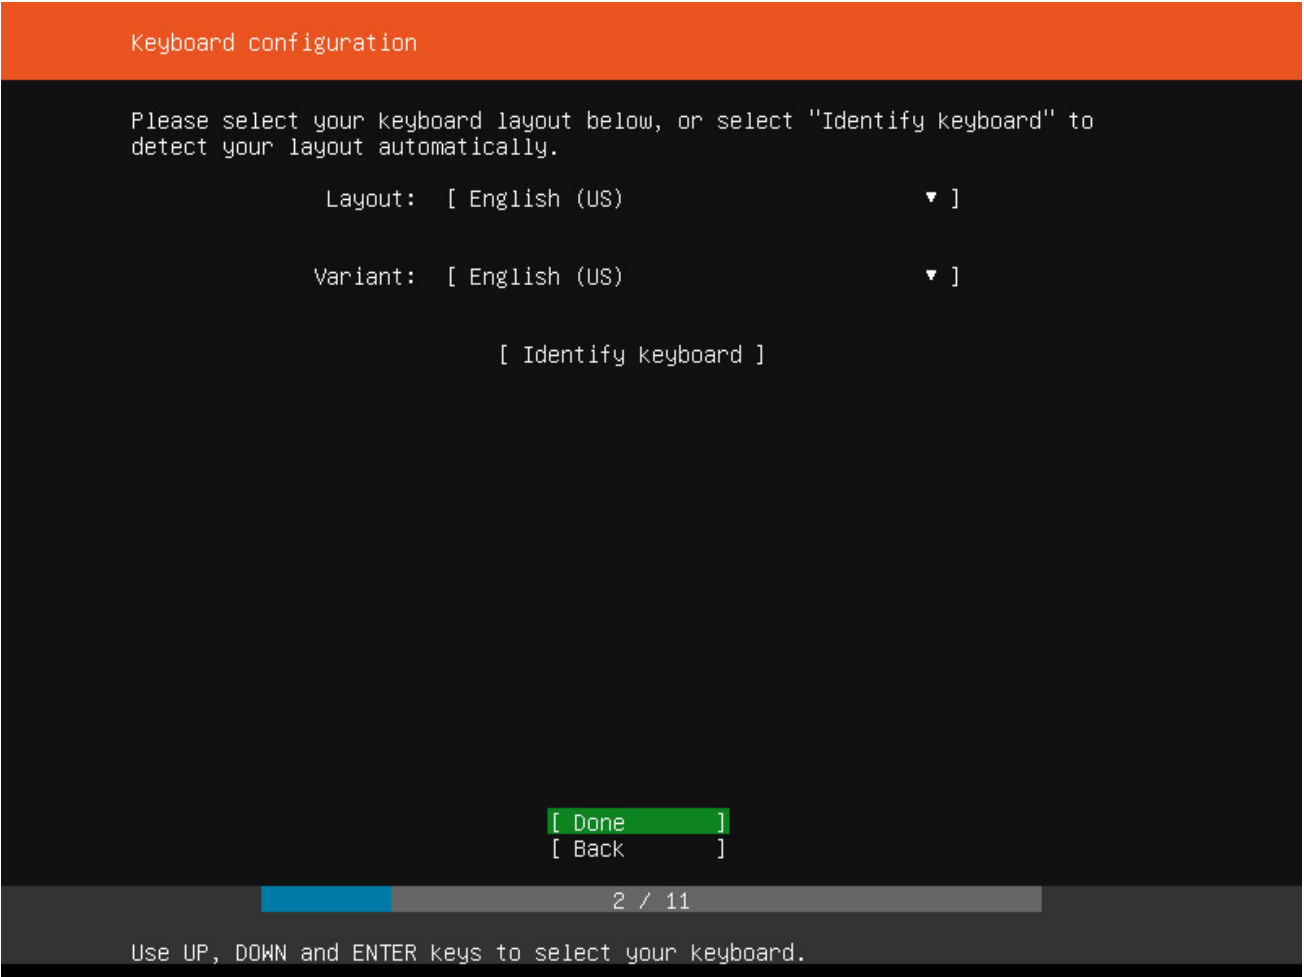 Keyboard configuration
Please select your keyboard layout below, or select "Identify keyboard" to
detect your layout automatically.
Layout: [ English (US) ▾ ]
Variant: [ English (US) ▾ ]
[ Identify keyboard ]
[ Done ]
[ Back ]
2 / 11
Use UP, DOWN and ENTER keys to select your keyboard.